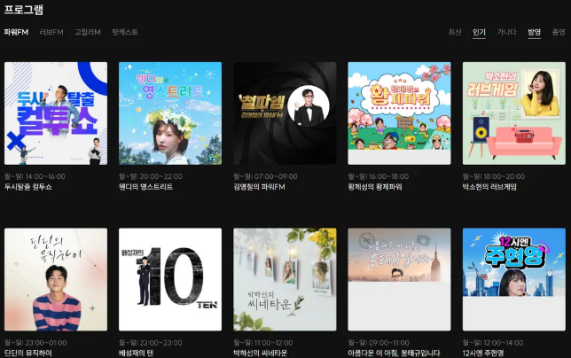 프로그램
파워FM 러브FM 고릴라M 팟캐스트
최신 인기 가나다 방영 종영
두시탈출 컬투쇼
웬디의 영스트리트
철파엠
김영철의 파워FM
황제성의 황제파워
박소현의 러브게임
월~일| 14:00~16:00
두시탈출 컬투쇼
월~일| 20:00~22:00
웬디의 영스트리트
월~일| 07:00~09:00
김영철의 파워FM
월~일| 16:00~18:00
황제성의 황제파워
월~일| 18:00~20:00
박소현의 러브게임
딘딘의 뮤직하이
배성재의
10
TEN
박하선의
씨네타운
12시엔
주현영
월~일| 23:00~01:00
딘딘의 뮤직하이
월~일| 22:00~23:00
배성재의 텐
월~일| 11:00~12:00
박하선의 씨네타운
월~일| 09:00~11:00
아름다운 이 아침, 봉태규입니다
월~일| 12:00~14:00
12시엔 주현영